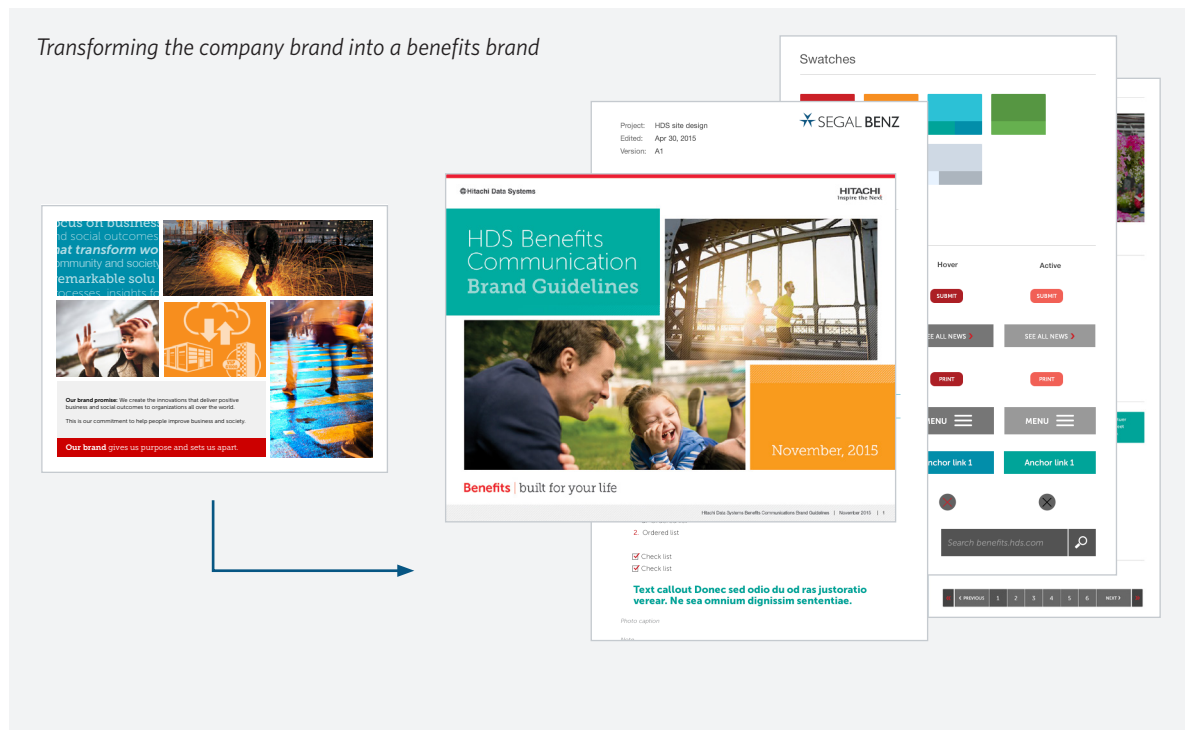 Transforming the company brand into a benefits brand
ocus on business
nd social outcomes
hat transform wo
ommunity and society
remarkable solu
ocesses, insights fo
Our brand promise: We create the innovations that deliver positive
business and social outcomes to organizations all over the world.
This is our commitment to help people improve business and society.
Our brand gives us purpose and sets us apart.
Project: HDS site design
Edited: Apr 30, 2015
Version: A1
SEGAL BENZ
Hitachi Data Systems
HITACHI
Inspire the Next
HDS Benefits
Communication
Brand Guidelines
November, 2015
Benefits | built for your life
Hitachi Data Systems Benefits Communications Brand Guidelines | November 2015 | 1
2. Ordered list
Check list
Check list
Text callout Donec sed odio du od ras justoratio
verear. Ne sea omnium dignissim sententiae.
Photo caption
Swatches
Hover Active
SUBMIT SUBMIT
EE ALL NEWS SEE ALL NEWS
PRINT PRINT
MENU MENU
nchor link 1 Anchor link 1
Search benefits.hds.com
PREVIOUS 1 2 3 4 5 6 NEXT